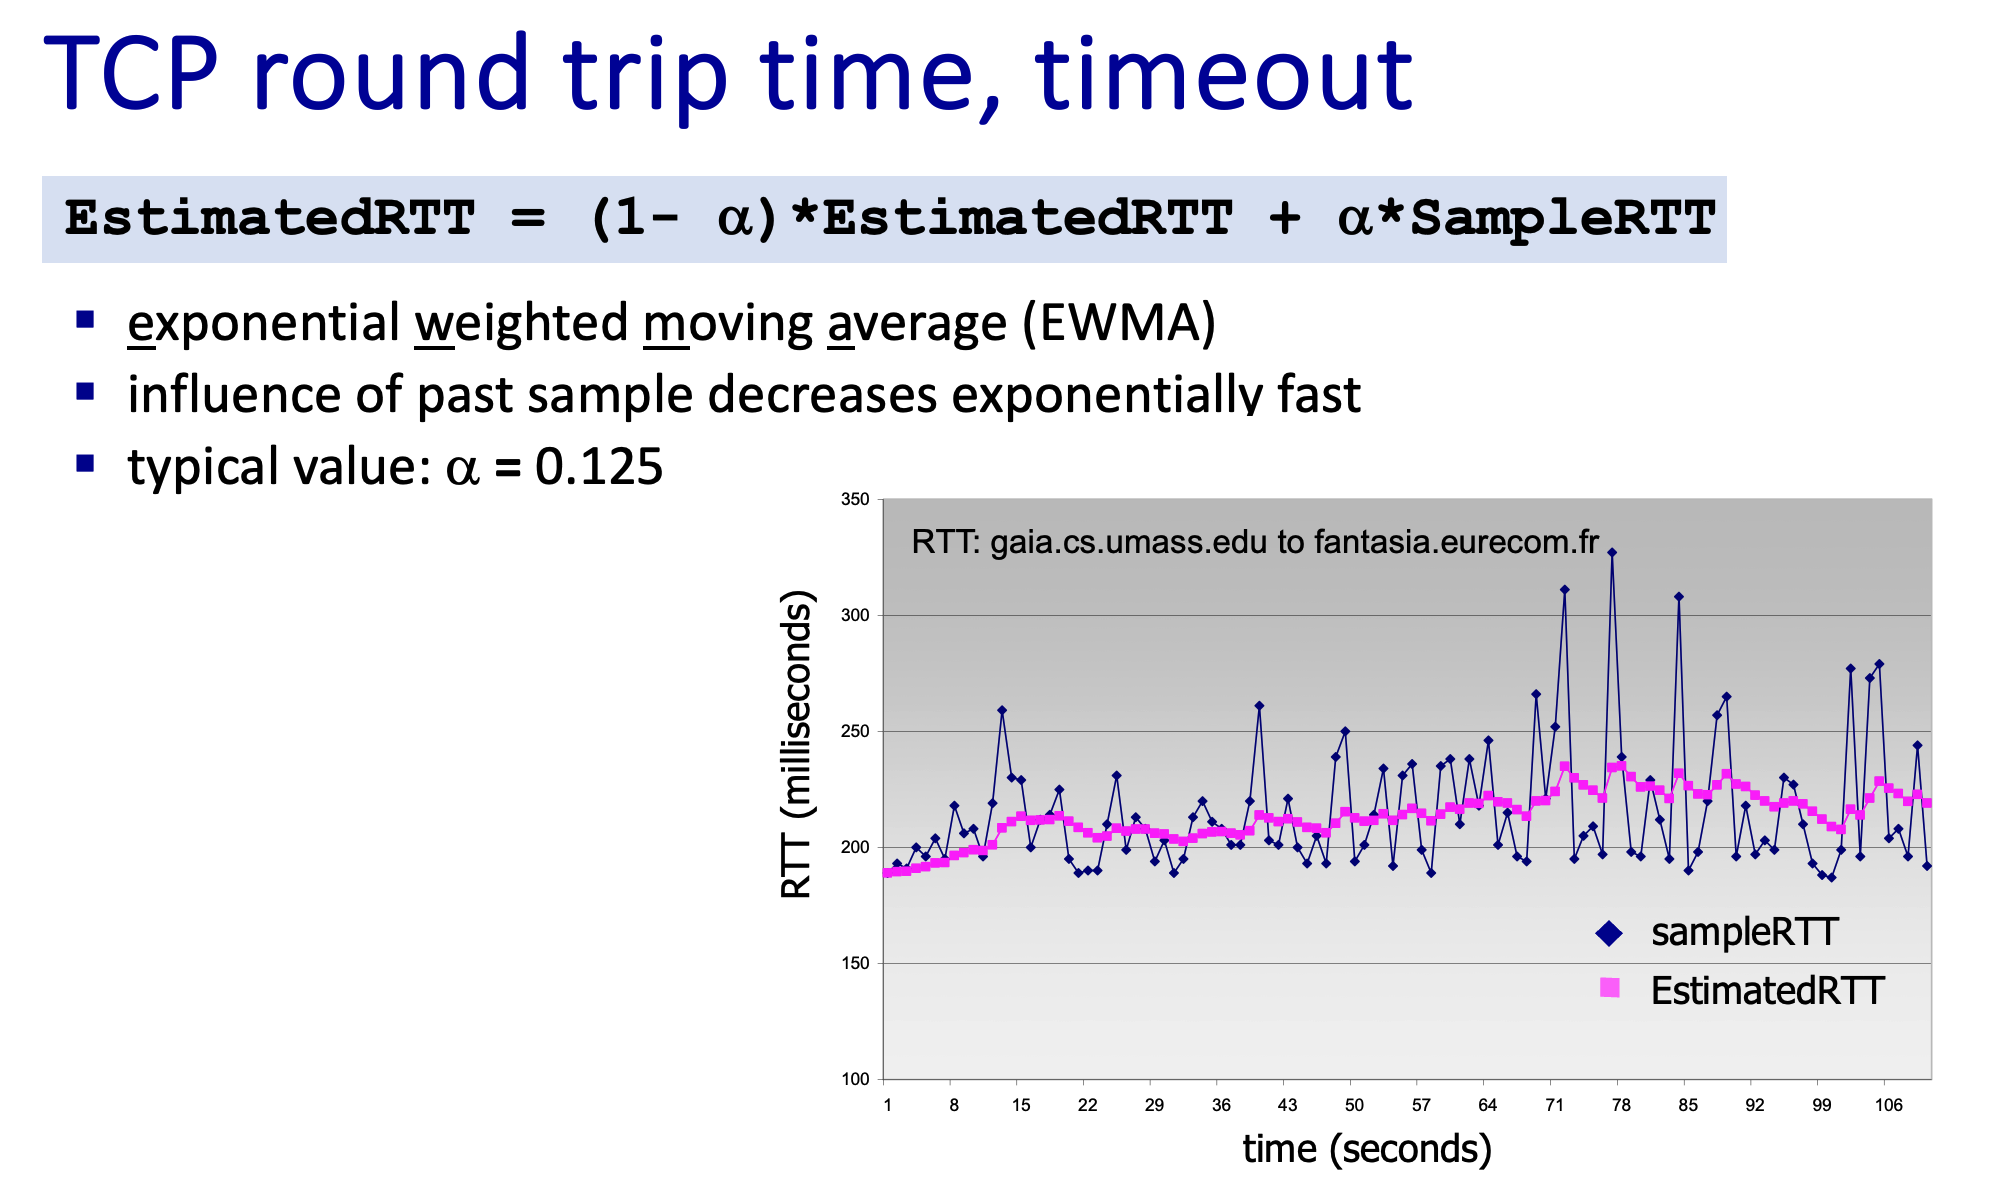 TCP round trip time, timeout
EstimatedRTT = (1- α)*EstimatedRTT + α*SampleRTT
▪ exponential weighted moving average (EWMA)
▪ influence of past sample decreases exponentially fast
▪ typical value: α = 0.125
RTT: gaia.cs.umass.edu to fantasia.eurecom.fr
RTT (milliseconds)
350
300
250
200
150
100
sampleRTT
EstimatedRTT
1 8 15 22 29 36 43 50 57 64 71 78 85 92 99 106
time (seconds)